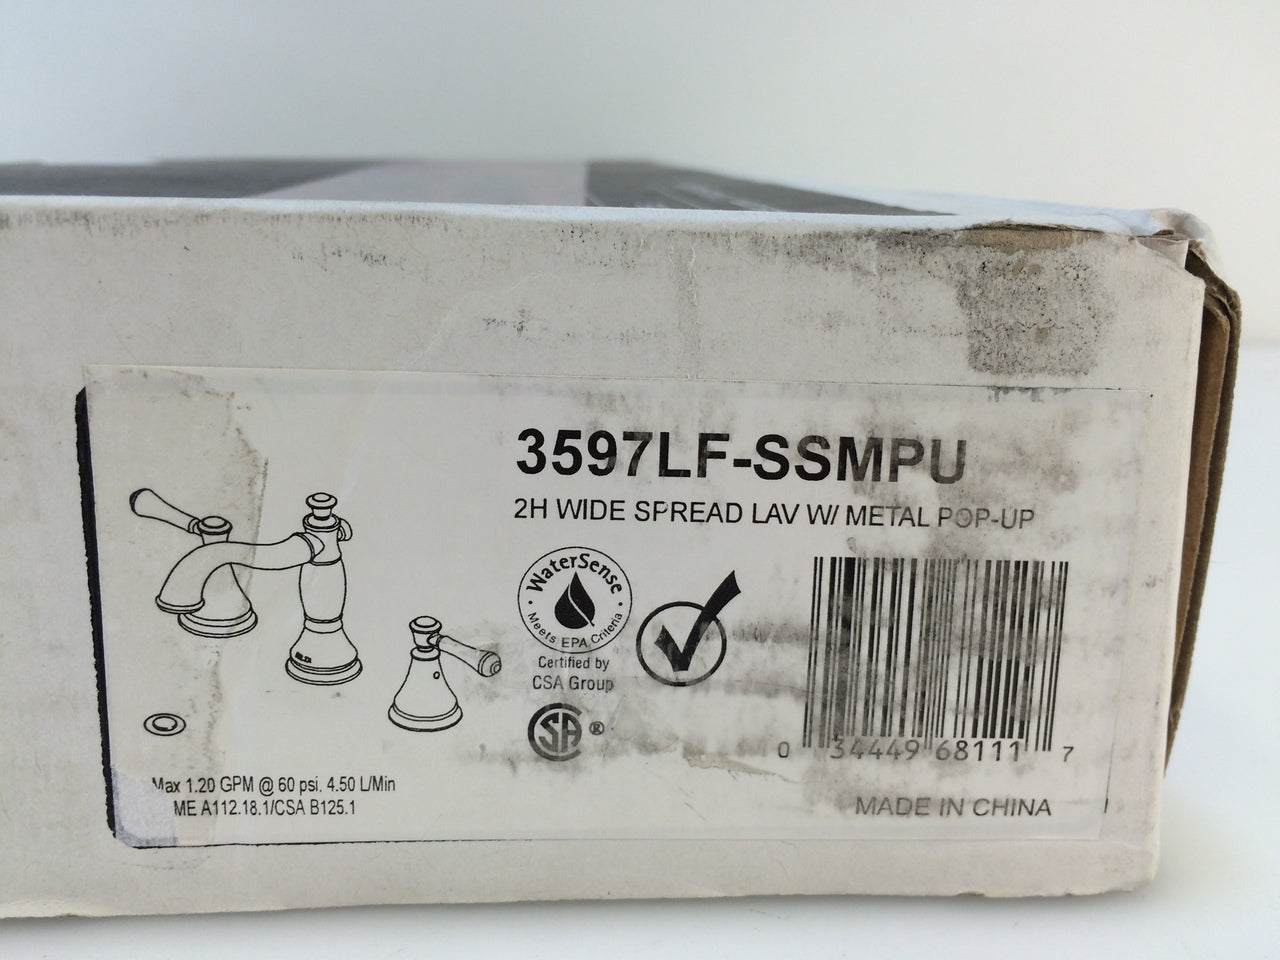 3597LF-SSMPU
2H WIDE SPREAD LAV W/ METAL POP-UP
WaterSense
Meets EPA Criteria
Certified by
CSA Group
SA ®
0 34449 68111 7
MADE IN CHINA
Max 1.20 GPM @ 60 psi. 4.50 L/Min
ME A112.18.1/CSA B125.1